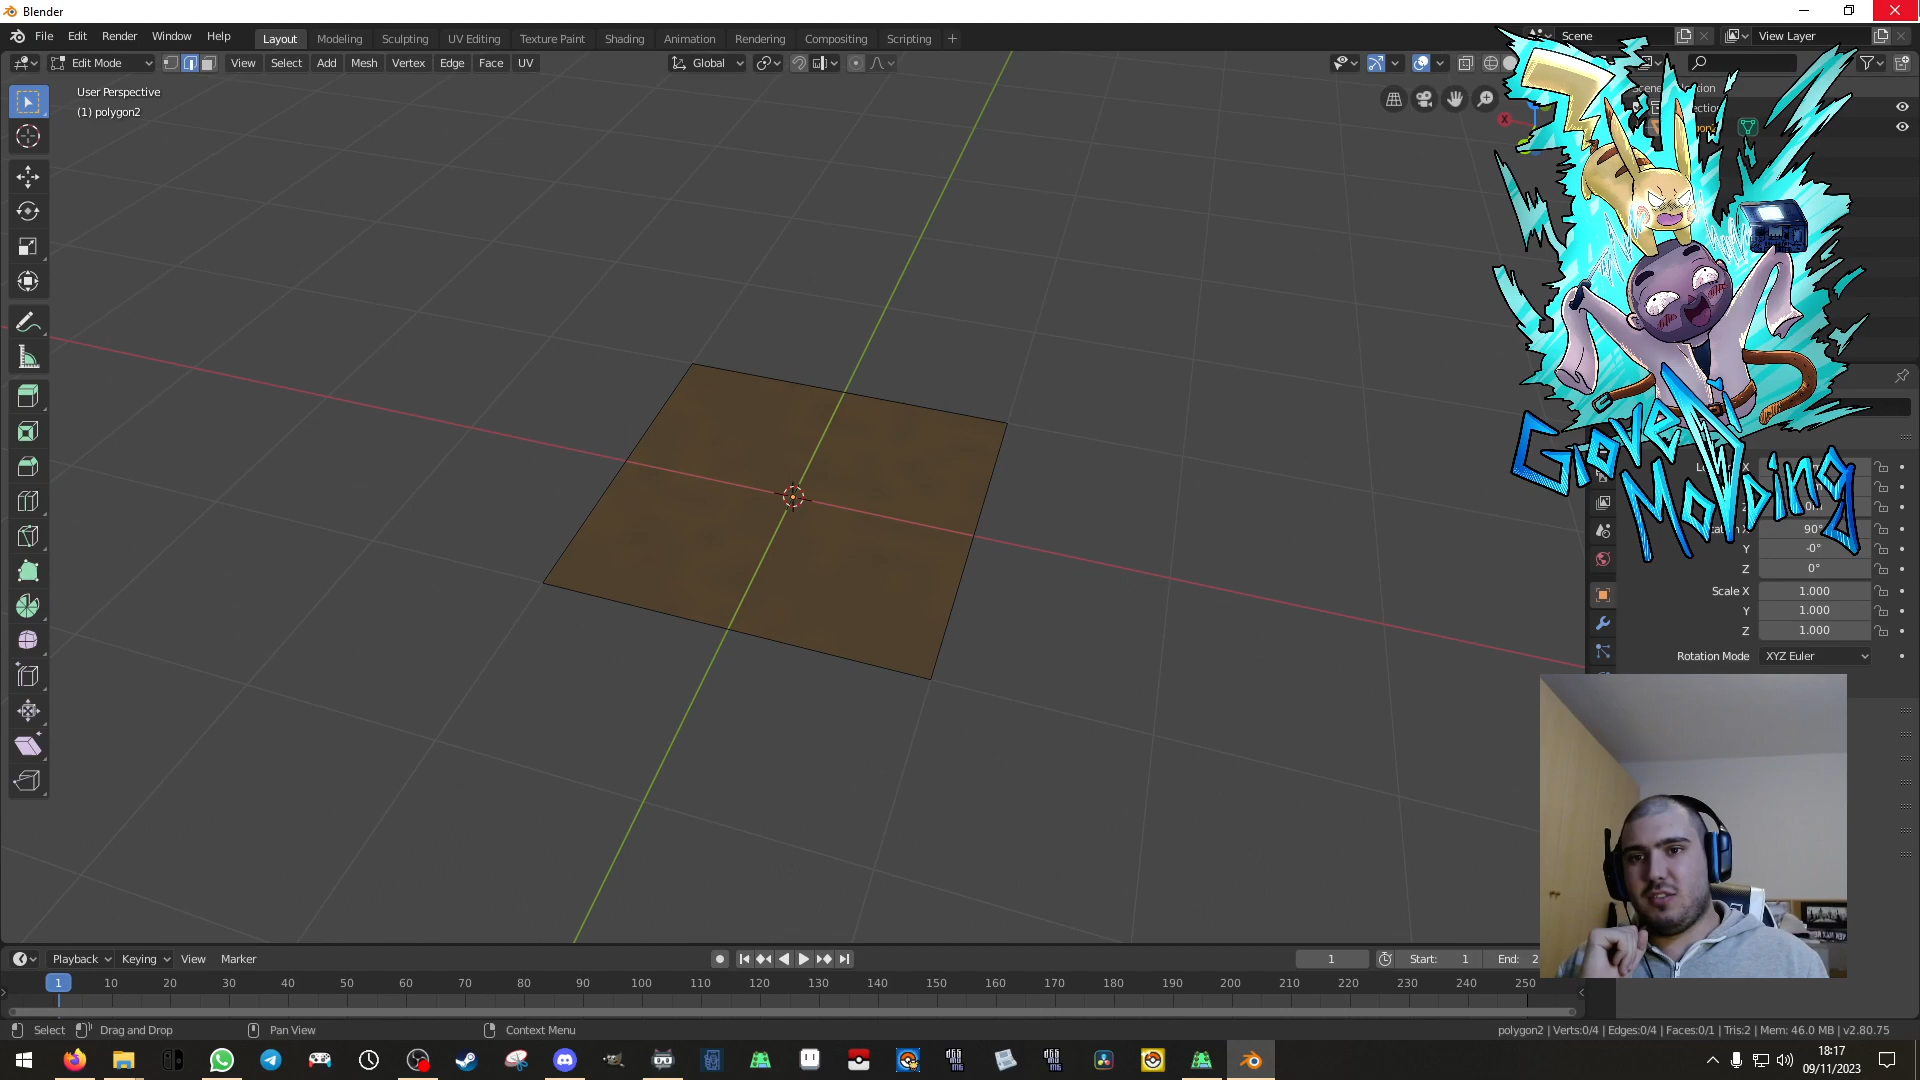 Blender
File Edit Render Window Help
Layout Modeling Sculpting UV Editing Texture Paint Shading Animation Rendering Compositing Scripting
Scene
View Layer
Edit Mode
View Select Add Mesh Vertex Edge Face UV
Global
User Perspective
(1) polygon2
X
GioveDì
Modding
90°
Y -0°
Z 0°
Scale X 1.000
Y 1.000
Z 1.000
Rotation Mode XYZ Euler
Playback Keying View Marker
1
Start: 1
End: 2
1 10 20 30 40 50 60 70 80 90 100 110 120 130 140 150 160 170 180 190 200 210 220 230 240 250
Select Drag and Drop Pan View Context Menu
polygon2 | Verts:0/4 | Edges:0/4 | Faces:0/1 | Tris:2 | Mem: 46.0 MB | v2.80.75
18:17
09/11/2023